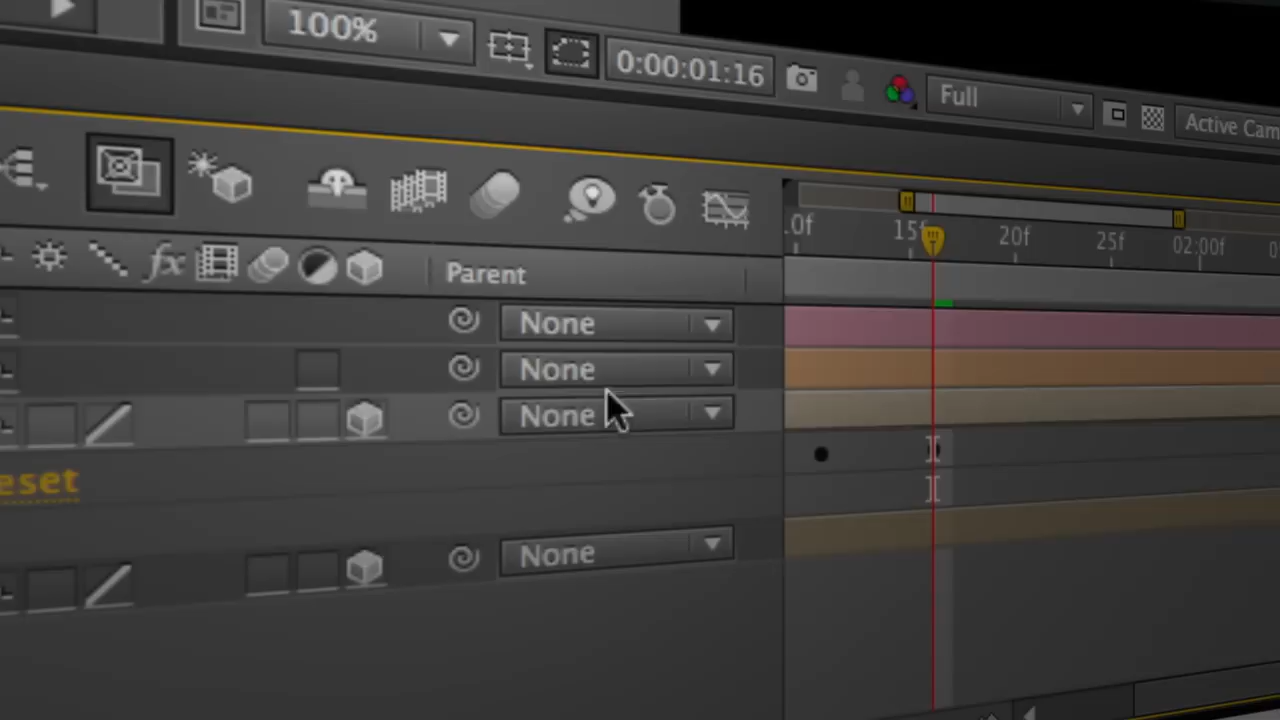 100%
0:00:01:16
Full
Active Cam
15f
20f
25f
02:00f
fx
Parent
None
None
None
eset
None